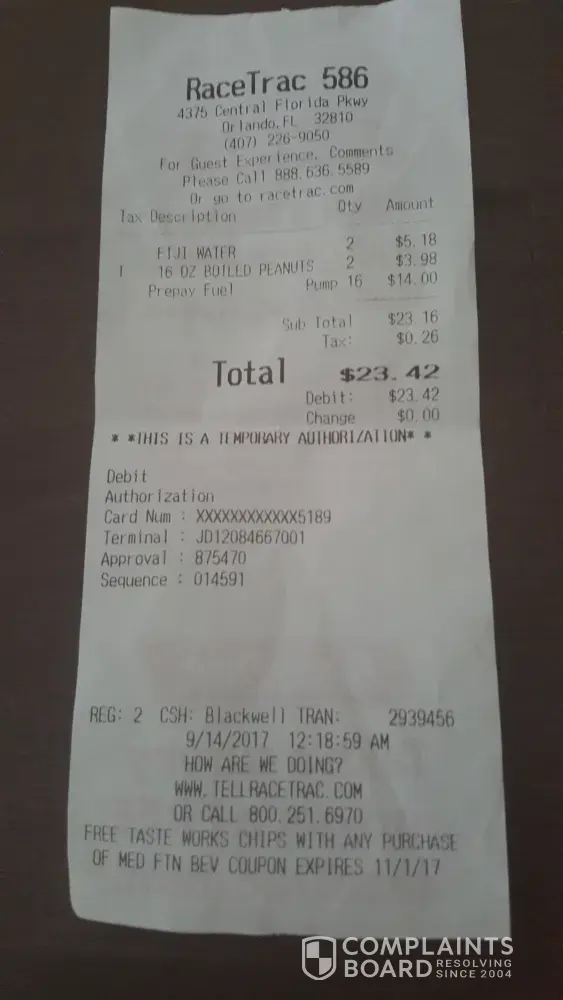 RaceTrac 586
4375 Central Florida Pkwy
Orlando, FL 32810
(407) 226-9050
For Guest Experience, Comments
Please Call 888.636.5589
Or go to racetrac.com
Tax Description Qty Amount
FIJI WATER 2 $5.18
T 16 OZ BOILED PEANUTS 2 $3.98
Prepay Fuel Pump 16 $14.00
Sub Total $23.16
Tax: $0.26
Total $23.42
Debit: $23.42
Change $0.00
* *THIS IS A TEMPORARY AUTHORIZATION* *
Debit
Authorization
Card Num : XXXXXXXXXXXX5189
Terminal : JD12084667001
Approval : 875470
Sequence : 014591
REG: 2 CSH: Blackwell TRAN: 2939456
9/14/2017 12:18:59 AM
HOW ARE WE DOING?
WWW.TELLRACETRAC.COM
OR CALL 800.251.6970
FREE TASTE WORKS CHIPS WITH ANY PURCHASE
OF MED FTN BEV COUPON EXPIRES 11/1/17
COMPLAINTS
BOARD RESOLVING
SINCE 2004